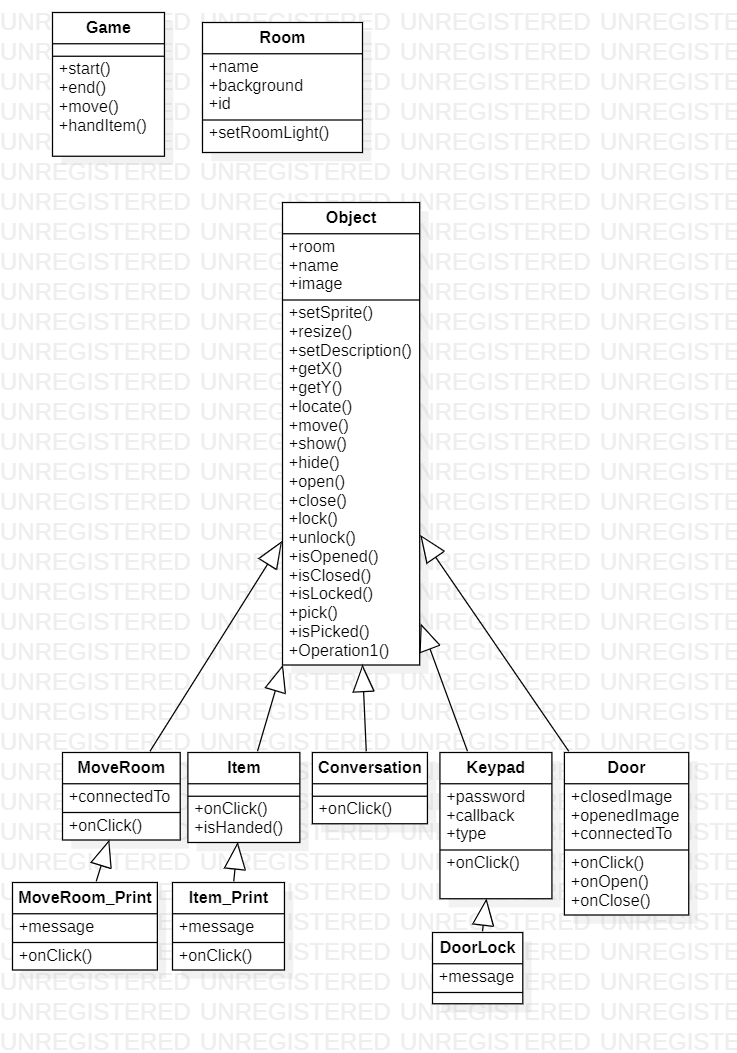 UNREGISTERED
Game
+start()
+end()
+move()
+handItem()
Room
+name
+background
+id
+setRoomLight()
Object
+room
+name
+image
+setSprite()
+resize()
+setDescription()
+getX()
+getY()
+locate()
+move()
+show()
+hide()
+open()
+close()
+lock()
+unlock()
+isOpened()
+isClosed()
+isLocked()
+pick()
+isPicked()
+Operation1()
MoveRoom
+connectedTo
+onClick()
Item
+onClick()
+isHanded()
Conversation
+onClick()
Keypad
+password
+callback
+type
+onClick()
Door
+closedImage
+openedImage
+connectedTo
+onClick()
+onOpen()
+onClose()
MoveRoom_Print
+message
+onClick()
Item_Print
+message
+onClick()
DoorLock
+message